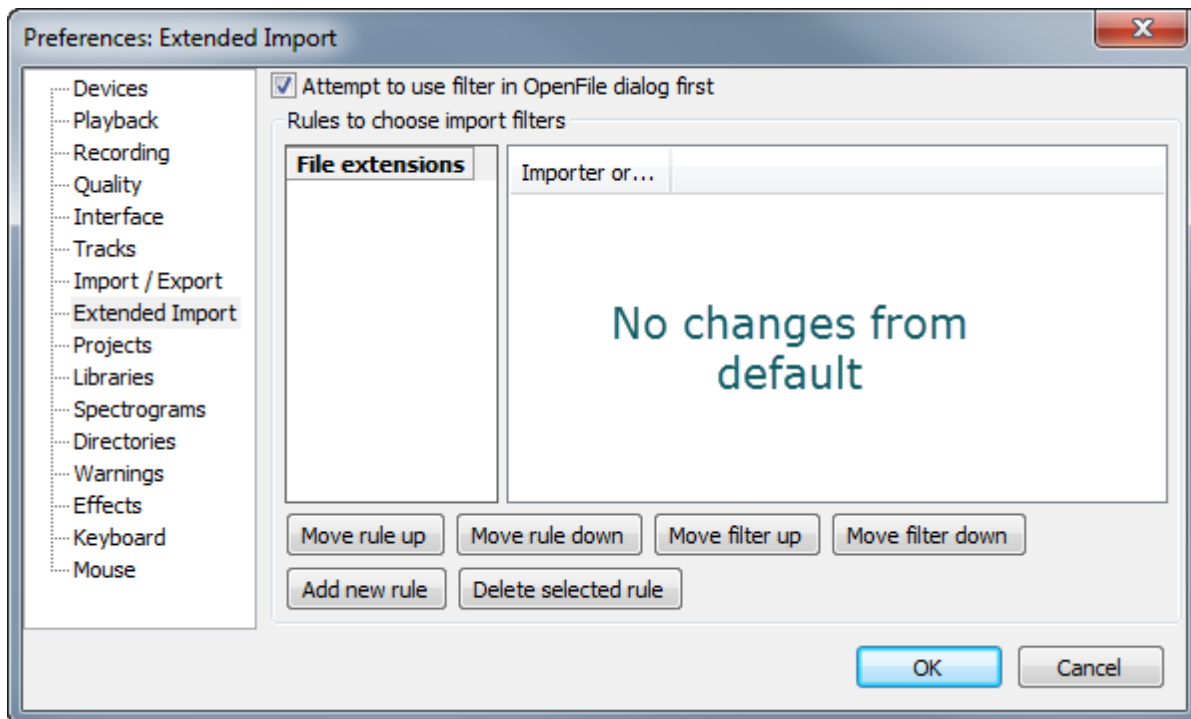 Preferences: Extended Import
Devices
Playback
Recording
Quality
Interface
Tracks
Import / Export
Extended Import
Projects
Libraries
Spectrograms
Directories
Warnings
Effects
Keyboard
Mouse
Attempt to use filter in OpenFile dialog first
Rules to choose import filters
File extensions
Importer or...
No changes from
default
Move rule up
Move rule down
Move filter up
Move filter down
Add new rule
Delete selected rule
OK
Cancel